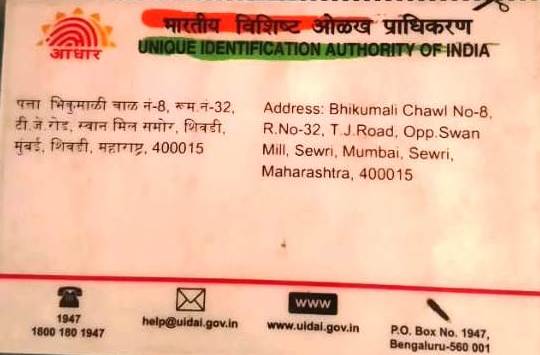 आधार
भारतीय विशिष्ट ओळख प्राधिकरण
UNIQUE IDENTIFICATION AUTHORITY OF INDIA
पत्ता भिकुमाळी चाळ नं-8, रूम.नं-32,
टी.जे.रोड, स्वान मिल समोर, शिवडी,
मुंबई, शिवडी, महाराष्ट्र, 400015
Address: Bhikumali Chawl No-8,
R.No-32, T.J.Road, Opp.Swan
Mill, Sewri, Mumbai, Sewri,
Maharashtra, 400015
1947
1800 180 1947
help@uidai.gov.in
www
www.uidai.gov.in
P.O. Box No. 1947,
Bengaluru-560 001